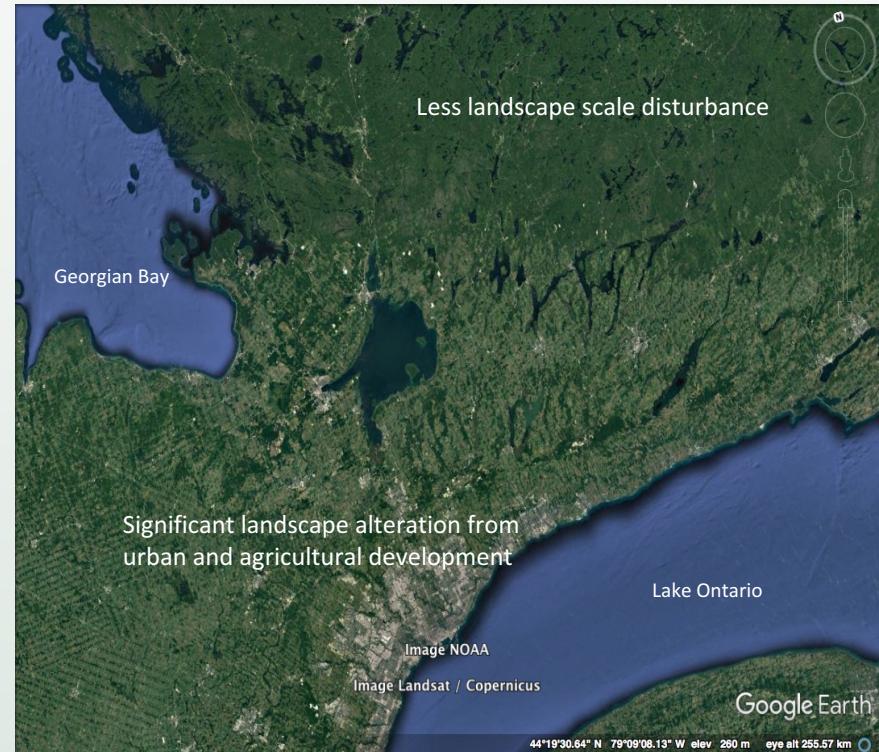 N
Less landscape scale disturbance
Georgian Bay
Significant landscape alteration from
urban and agricultural development
Lake Ontario
Image NOAA
Image Landsat / Copernicus
Google Earth
44°19'30.64" N 79°09'08.13" W elev 260 m eye alt 255.57 km